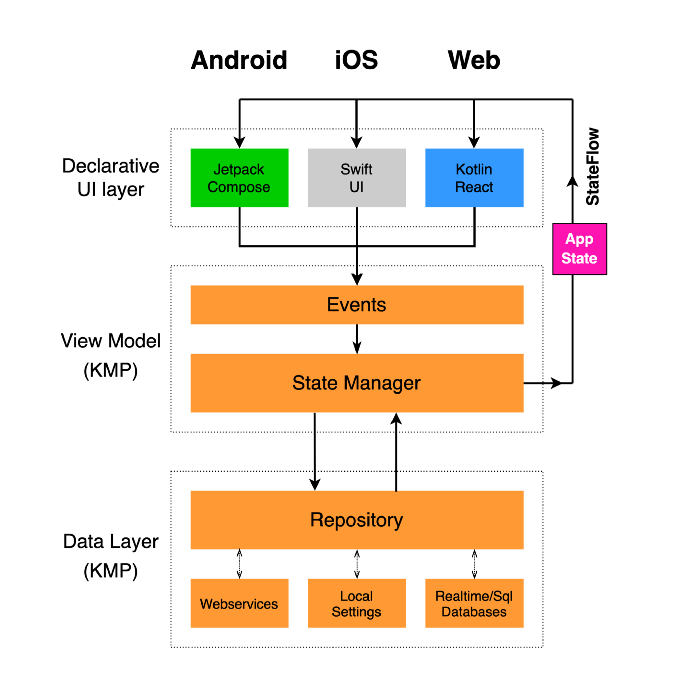 Android
iOS
Web
Declarative
UI layer
Jetpack
Compose
Swift
UI
Kotlin
React
StateFlow
App
State
View Model
(KMP)
Events
State Manager
Data Layer
(KMP)
Repository
Webservices
Local
Settings
Realtime/Sql
Databases